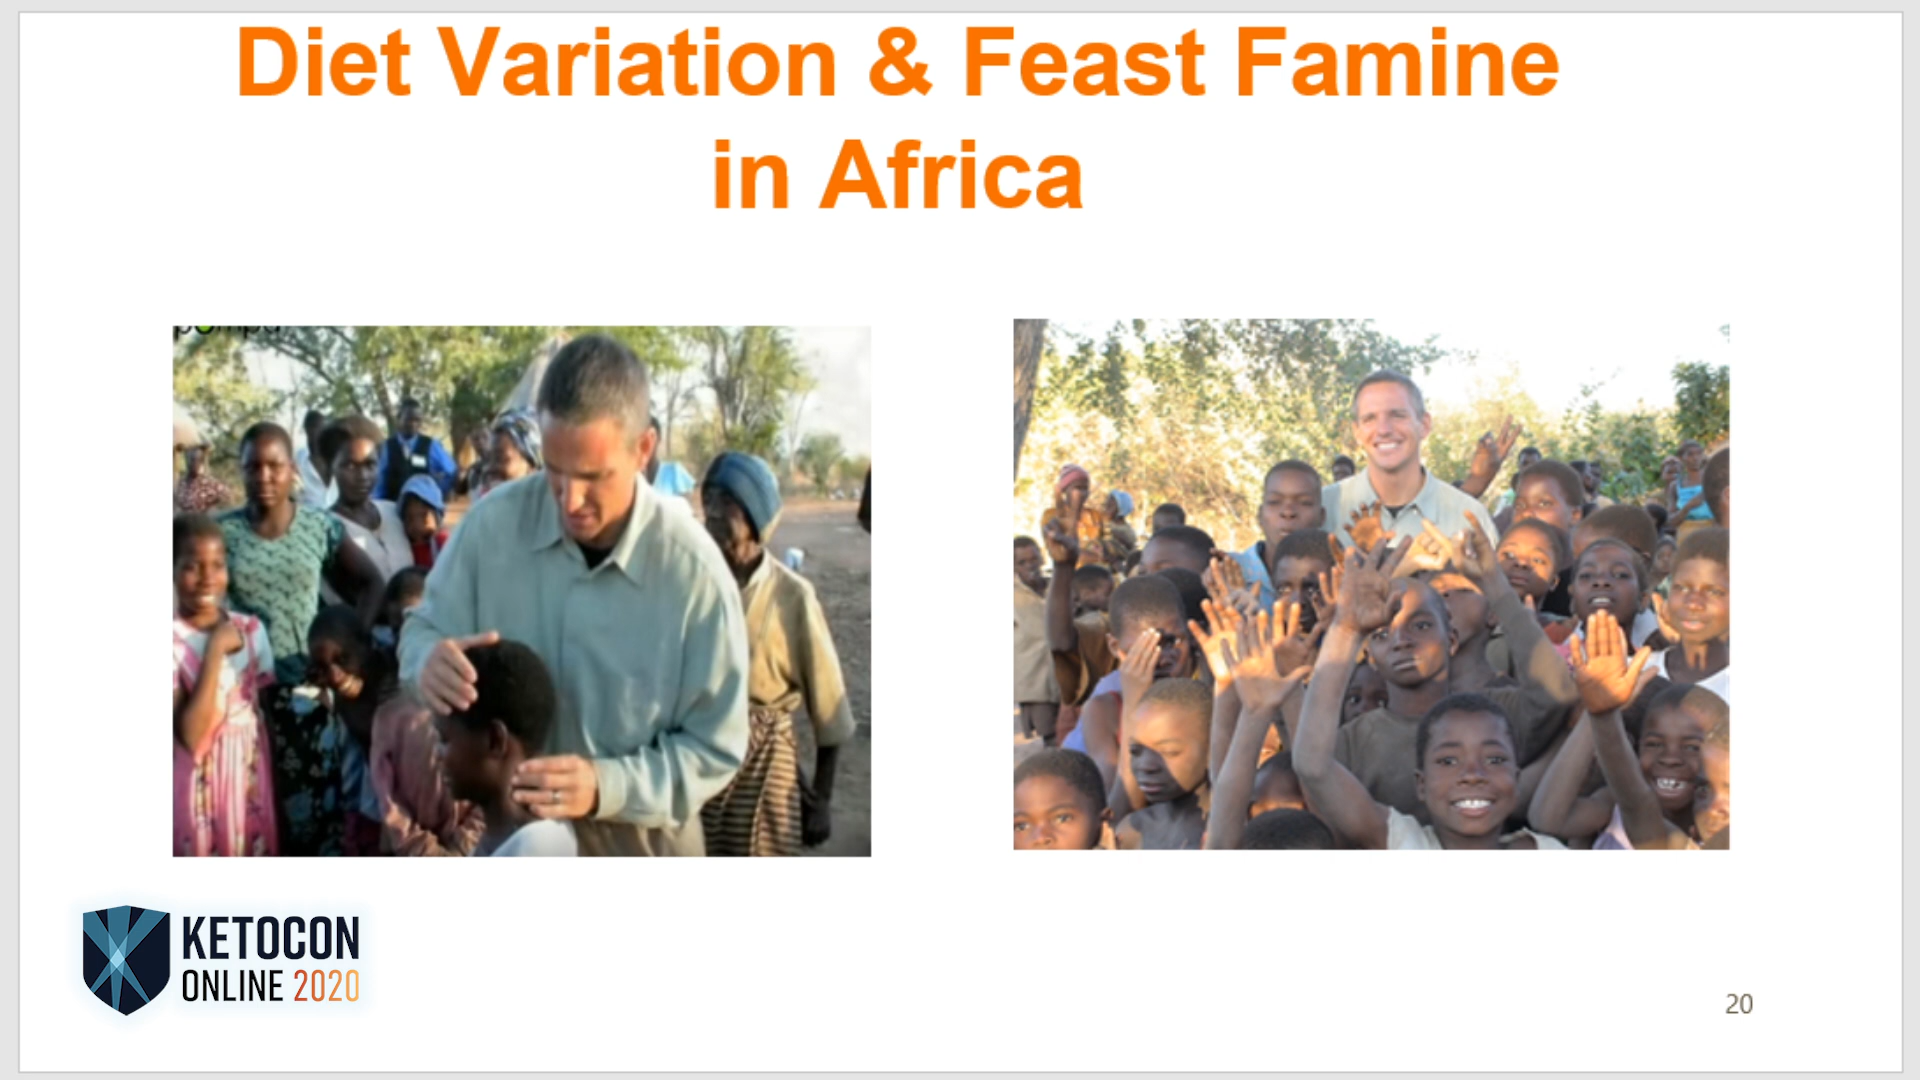 Diet Variation & Feast Famine
in Africa
KETOCON
ONLINE 2020
20